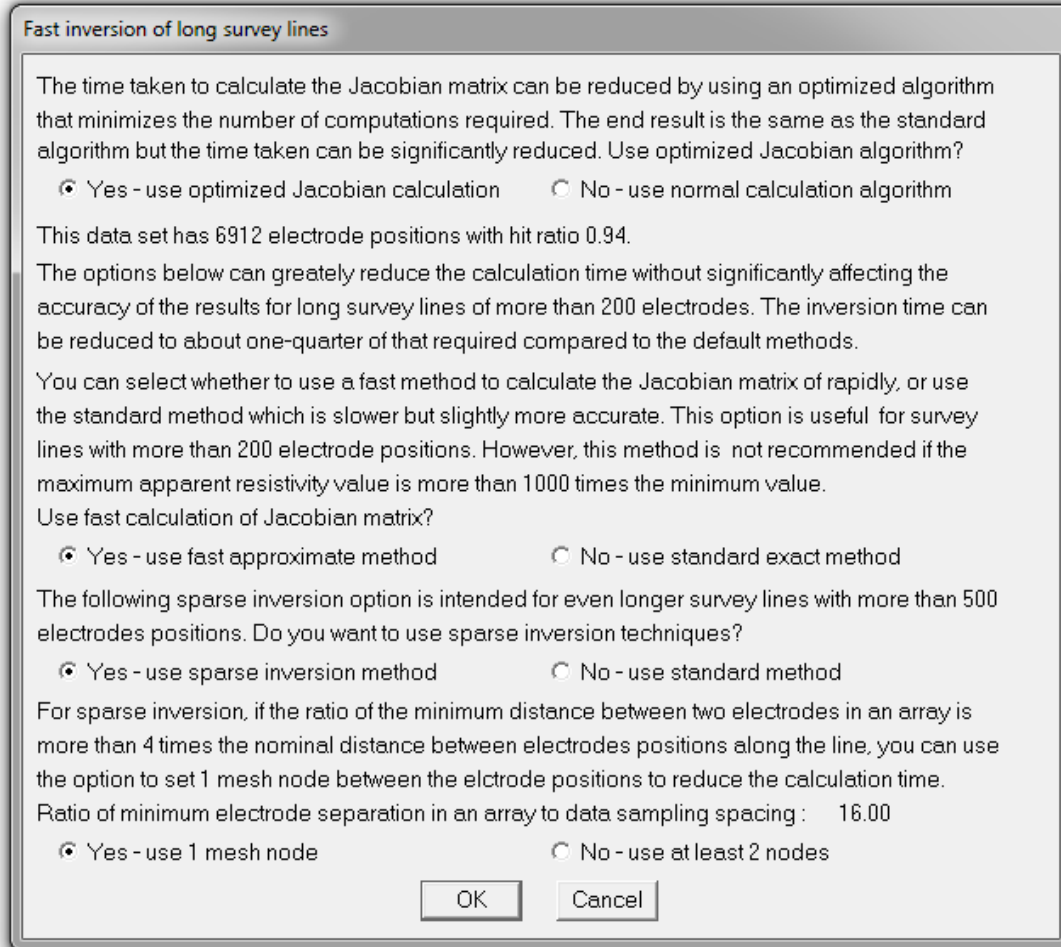 Fast inversion of long survey lines
The time taken to calculate the Jacobian matrix can be reduced by using an optimized algorithm
that minimizes the number of computations required. The end result is the same as the standard
algorithm but the time taken can be significantly reduced. Use optimized Jacobian algorithm?
Yes - use optimized Jacobian calculation No - use normal calculation algorithm
This data set has 6912 electrode positions with hit ratio 0.94.
The options below can greately reduce the calculation time without significantly affecting the
accuracy of the results for long survey lines of more than 200 electrodes. The inversion time can
be reduced to about one-quarter of that required compared to the default methods.
You can select whether to use a fast method to calculate the Jacobian matrix of rapidly, or use
the standard method which is slower but slightly more accurate. This option is useful for survey
lines with more than 200 electrode positions. However, this method is not recommended if the
maximum apparent resistivity value is more than 1000 times the minimum value.
Use fast calculation of Jacobian matrix?
Yes - use fast approximate method No - use standard exact method
The following sparse inversion option is intended for even longer survey lines with more than 500
electrodes positions. Do you want to use sparse inversion techniques?
Yes - use sparse inversion method No - use standard method
For sparse inversion, if the ratio of the minimum distance between two electrodes in an array is
more than 4 times the nominal distance between electrodes positions along the line, you can use
the option to set 1 mesh node between the elctrode positions to reduce the calculation time.
Ratio of minimum electrode separation in an array to data sampling spacing : 16.00
Yes - use 1 mesh node No - use at least 2 nodes
OK Cancel